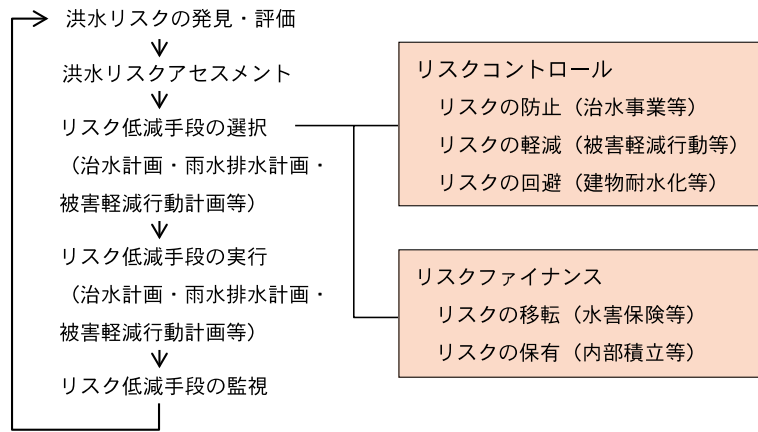 洪水リスクの発見・評価
洪水リスクアセスメント
リスク低減手段の選択
（治水計画・雨水排水計画・
被害軽減行動計画等）
リスク低減手段の実行
（治水計画・雨水排水計画・
被害軽減行動計画等）
リスク低減手段の監視
リスクコントロール
リスクの防止（治水事業等）
リスクの軽減（被害軽減行動等）
リスクの回避（建物耐水化等）
リスクファイナンス
リスクの移転（水害保険等）
リスクの保有（内部積立等）